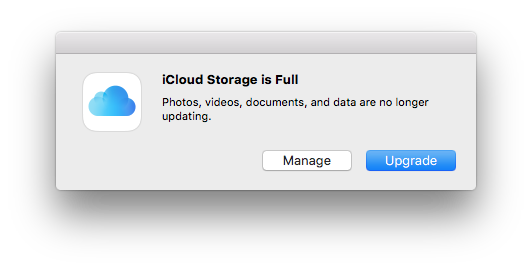 iCloud Storage is Full
Photos, videos, documents, and data are no longer
updating.
Manage
Upgrade